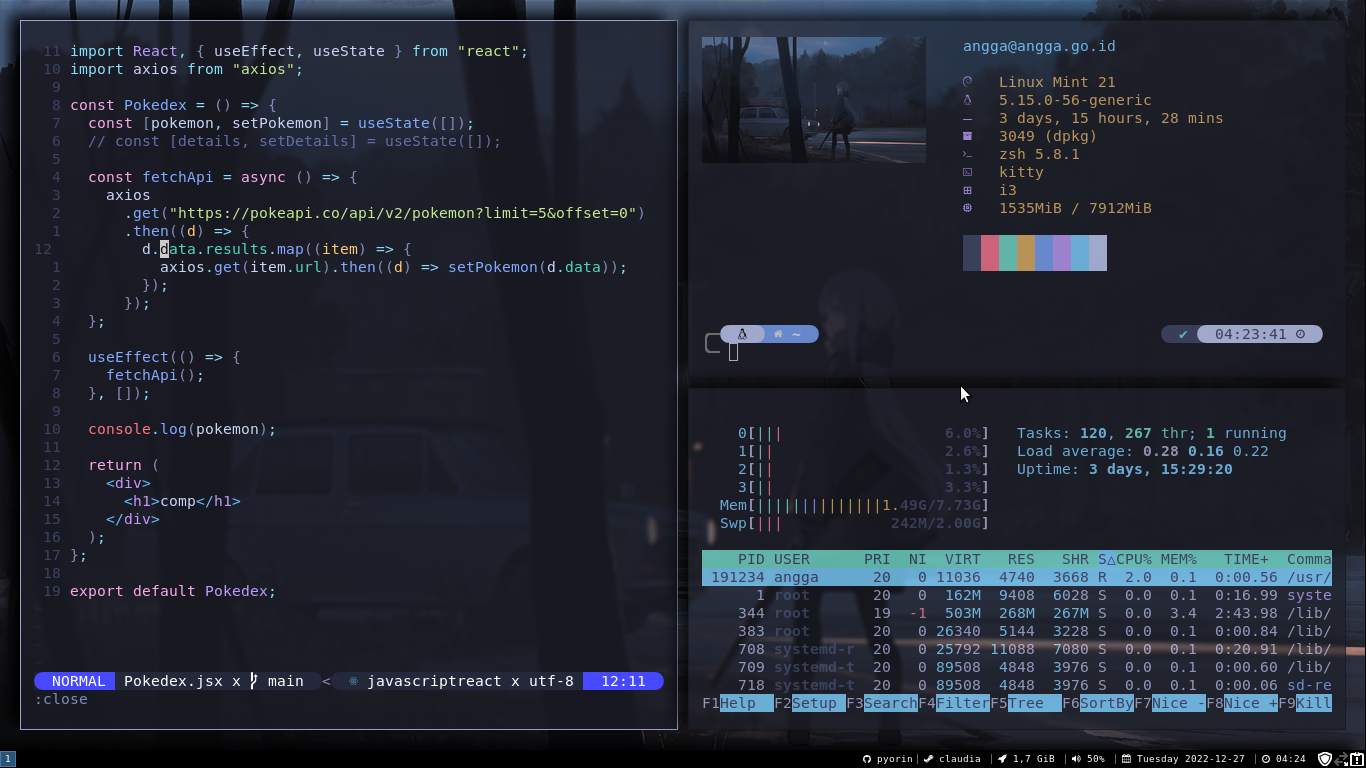 11 import React, { useEffect, useState } from "react";
10 import axios from "axios";
9
8 const Pokedex = () => {
7   const [pokemon, setPokemon] = useState([]);
6   // const [details, setDetails] = useState([]);
5
4   const fetchApi = async () => {
3     axios
2       .get("https://pokeapi.co/api/v2/pokemon?limit=5&offset=0")
1       .then((d) => {
12         d.data.results.map((item) => {
1           axios.get(item.url).then((d) => setPokemon(d.data));
2         });
3       });
4   };
5
6   useEffect(() => {
7     fetchApi();
8   }, []);
9
10   console.log(pokemon);
11
12   return (
13     <div>
14       <h1>comp</h1>
15     </div>
16   );
17 };
18
19 export default Pokedex;
NORMAL Pokedex.jsx x main < javascriptreact x utf-8 12:11
:close
angga@angga.go.id
Linux Mint 21
5.15.0-56-generic
3 days, 15 hours, 28 mins
3049 (dpkg)
zsh 5.8.1
kitty
i3
1535MiB / 7912MiB
~ ✔ 04:23:41
0[||| 6.0%] Tasks: 120, 267 thr; 1 running
1[|| 2.6%] Load average: 0.28 0.16 0.22
2[|| 1.3%] Uptime: 3 days, 15:29:20
3[|| 3.3%]
Mem[||||||||||||||1.49G/7.73G]
Swp[||| 242M/2.00G]
PID USER PRI NI VIRT RES SHR S△CPU% MEM% TIME+ Comma
191234 angga 20 0 11036 4740 3668 R 2.0 0.1 0:00.56 /usr/
1 root 20 0 162M 9408 6028 S 0.0 0.1 0:16.99 syste
344 root 19 -1 503M 268M 267M S 0.0 3.4 2:43.98 /lib/
383 root 20 0 26340 5144 3228 S 0.0 0.1 0:00.84 /lib/
708 systemd-r 20 0 25792 11088 7080 S 0.0 0.1 0:20.91 /lib/
709 systemd-t 20 0 89508 4848 3976 S 0.0 0.1 0:00.60 /lib/
718 systemd-t 20 0 89508 4848 3976 S 0.0 0.1 0:00.06 sd-re
F1Help F2Setup F3SearchF4FilterF5Tree F6SortByF7Nice -F8Nice +F9Kill
1 pyorin | claudia | 1,7 GiB | 50% | Tuesday 2022-12-27 | 04:24